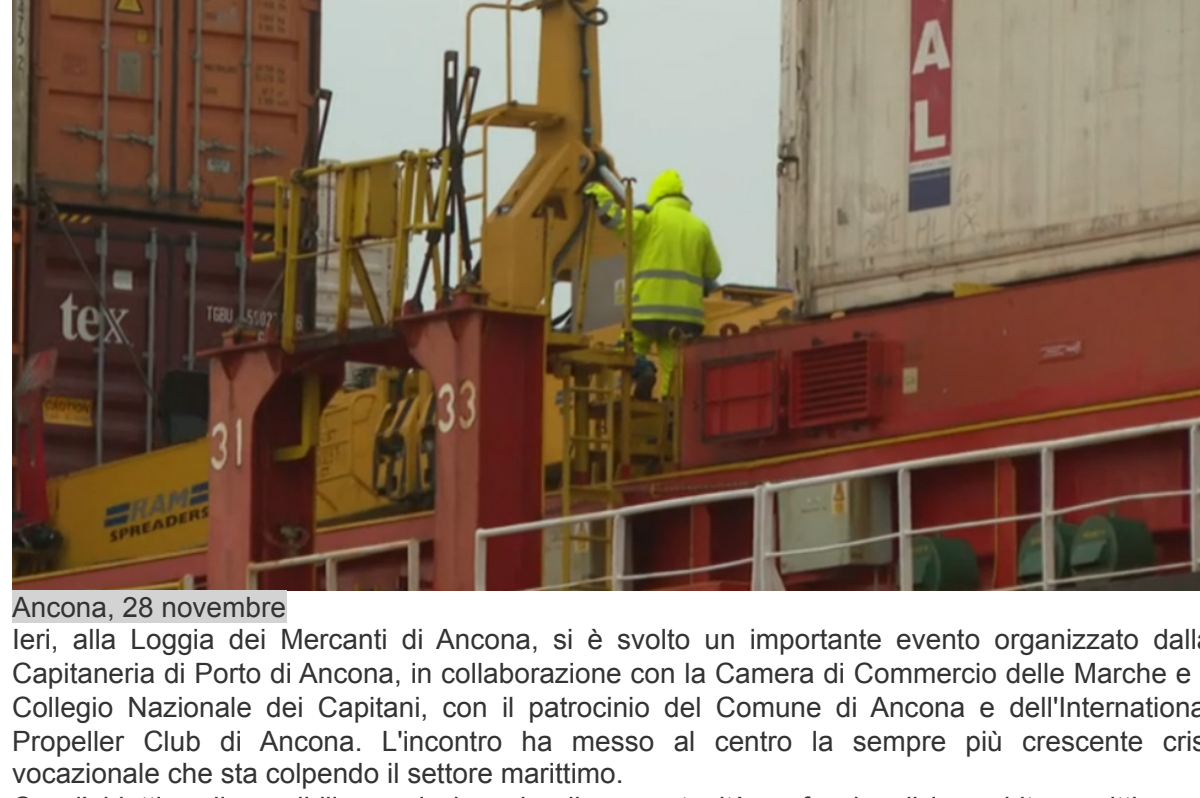 A
L
tex
TGBU
CAUTION
31
33
RAM
SPREADERS
Ancona, 28 novembre
Ieri, alla Loggia dei Mercanti di Ancona, si è svolto un importante evento organizzato dalla
Capitaneria di Porto di Ancona, in collaborazione con la Camera di Commercio delle Marche e
Collegio Nazionale dei Capitani, con il patrocinio del Comune di Ancona e dell'Internationa
Propeller Club di Ancona. L'incontro ha messo al centro la sempre più crescente cris
vocazionale che sta colpendo il settore marittimo.